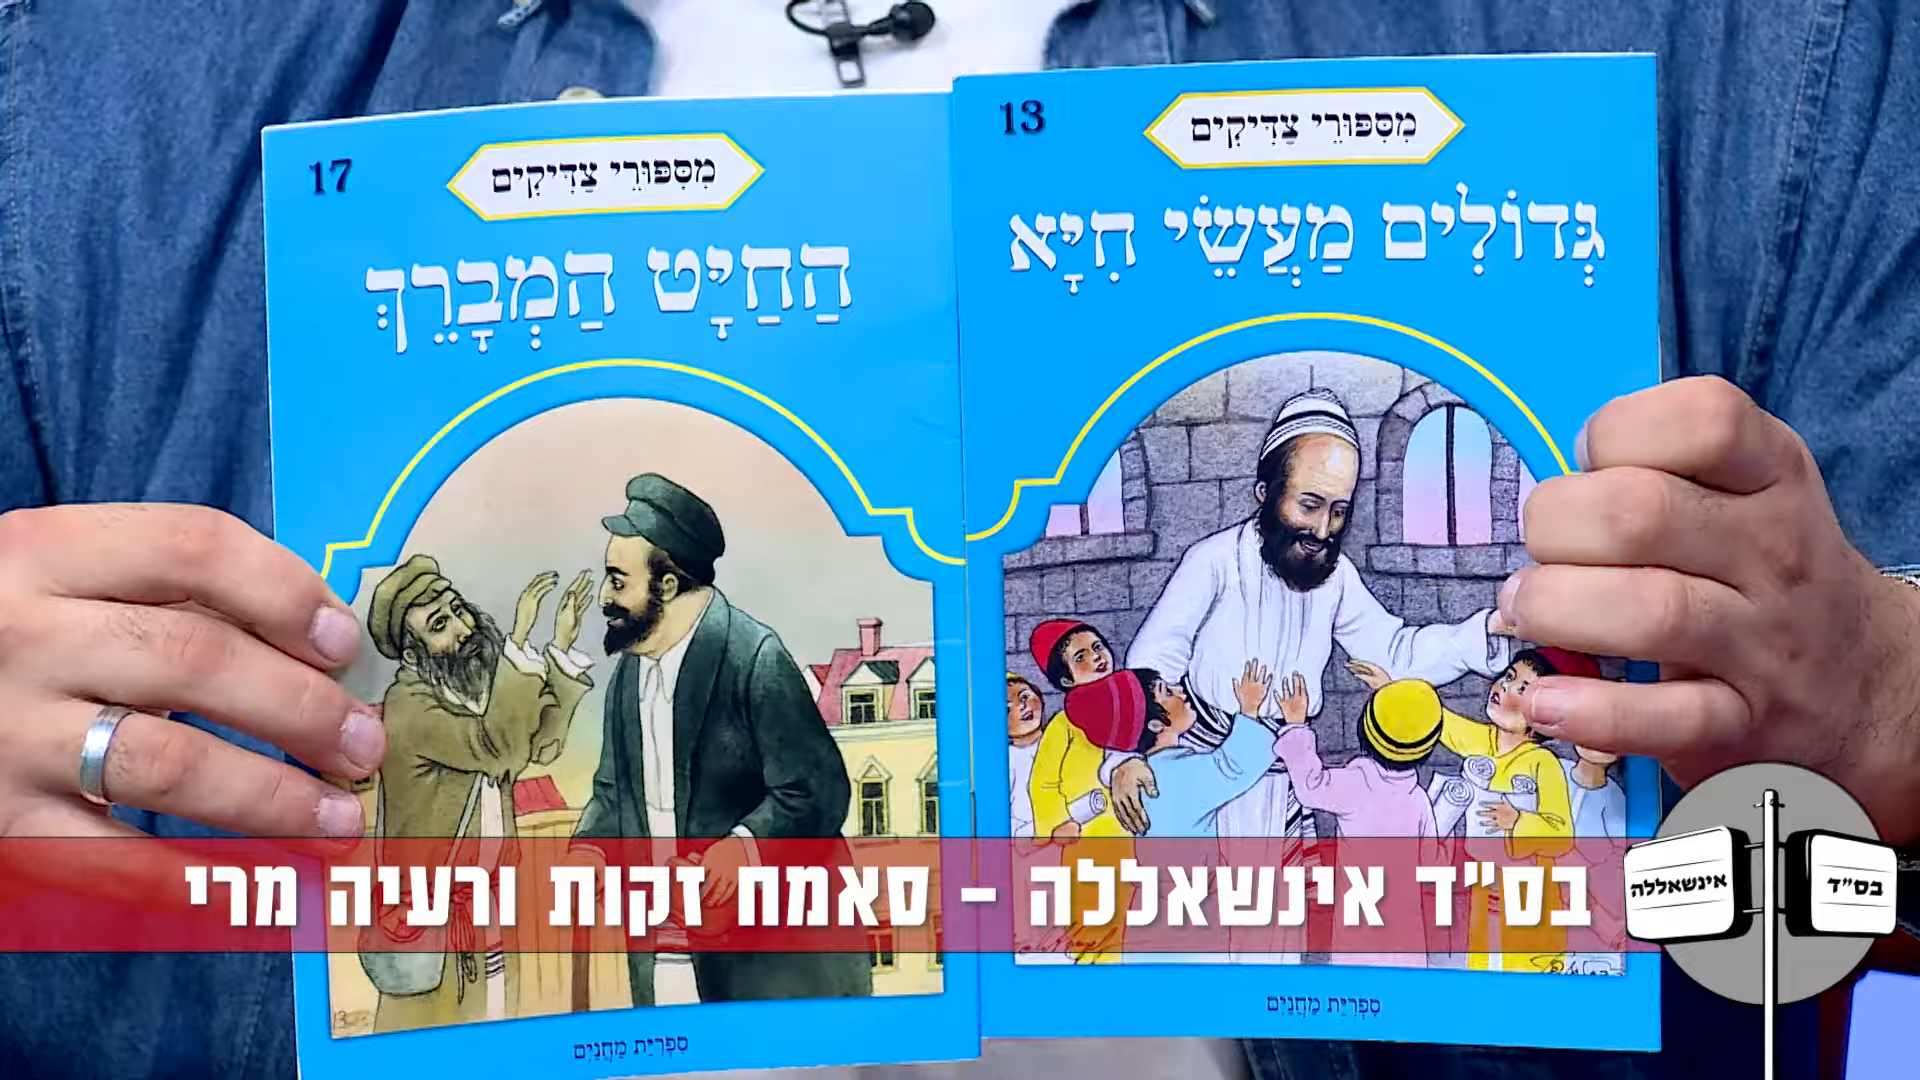 13
מִסִּפּוּרֵי צַדִּיקִים
גְּדוֹלִים מַעֲשֵׂי חִיָּא
סִפְרִיַּת מַחֲנַיִם
17
מִסִּפּוּרֵי צַדִּיקִים
הַחַיָּט הַמְבָרֵךְ
סִפְרִיַּת מַחֲנַיִם
בס"ד אינשאללה - סאמח זקות ורעיה מרי
בס"ד
אינשאללה